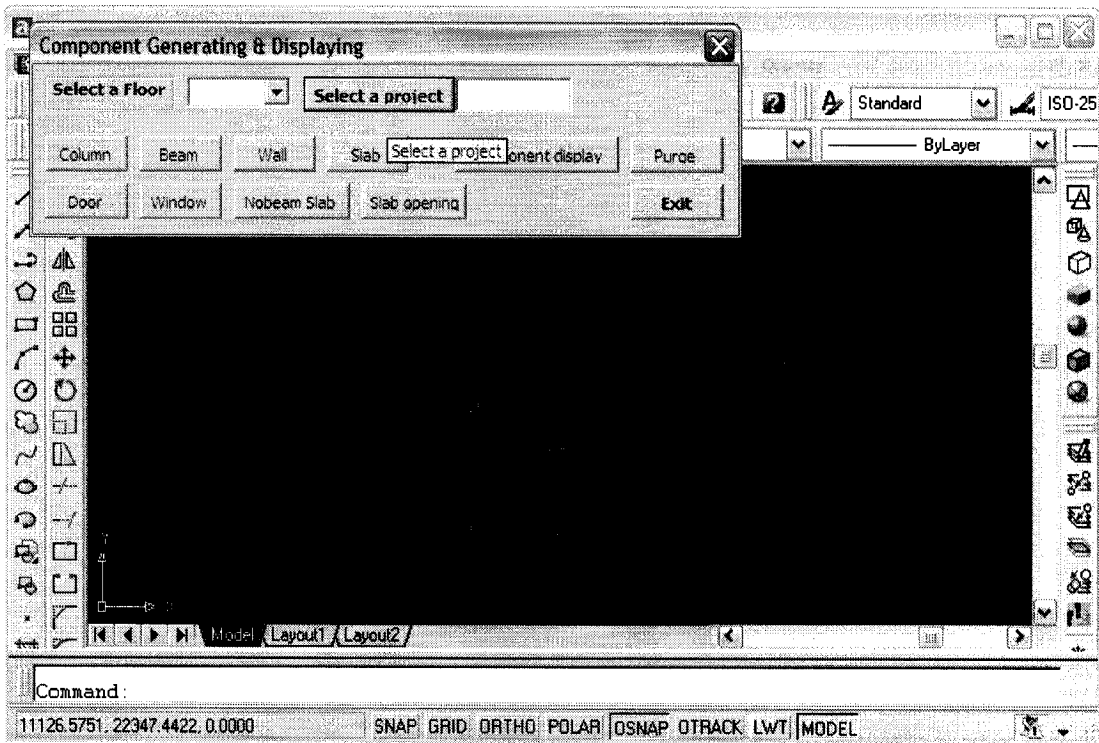 Component Generating & Displaying
Select a Floor Select a project
Standard ISO-25
Column Beam Wall Slab Select a project onent display Purge
ByLayer
Door Window Nobeam Slab Slab opening Exit
Model Layout1 Layout2
Command:
11126.5751, 22347.4422, 0.0000 SNAP GRID ORTHO POLAR OSNAP OTRACK LWT MODEL